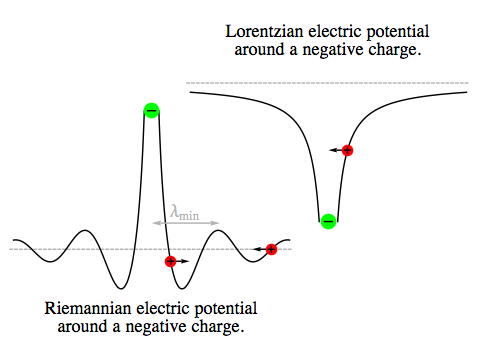 Lorentzian electric potential
around a negative charge.
−
+
λmin
−
+
+
Riemannian electric potential
around a negative charge.